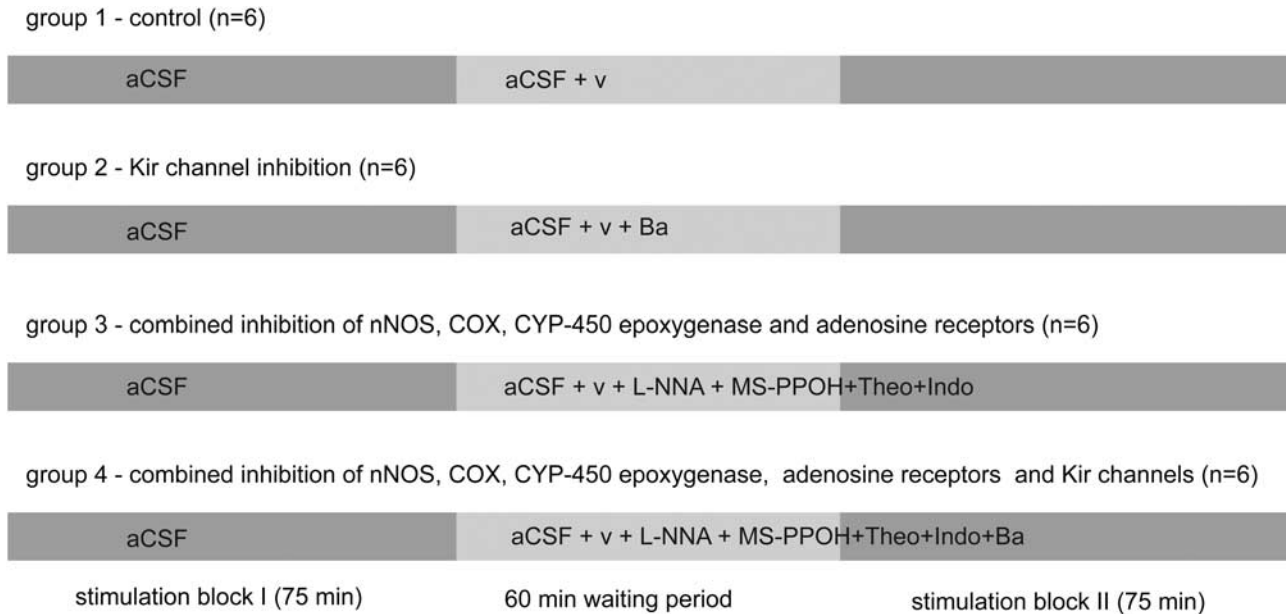 group 1 - control (n=6)
aCSF aCSF + v
group 2 - Kir channel inhibition (n=6)
aCSF aCSF + v + Ba
group 3 - combined inhibition of nNOS, COX, CYP-450 epoxygenase and adenosine receptors (n=6)
aCSF aCSF + v + L-NNA + MS-PPOH+Theo+Indo
group 4 - combined inhibition of nNOS, COX, CYP-450 epoxygenase, adenosine receptors and Kir channels (n=6)
aCSF aCSF + v + L-NNA + MS-PPOH+Theo+Indo+Ba
stimulation block I (75 min) 60 min waiting period stimulation block II (75 min)